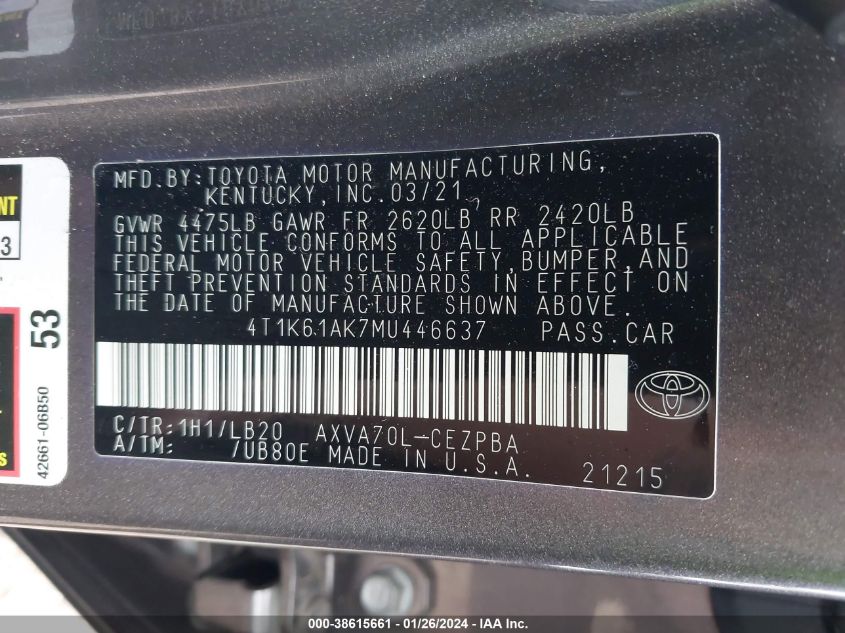 MFD.BY:TOYOTA MOTOR MANUFACTURING,
KENTUCKY, INC. 03/21
GVWR 4475LB GAWR FR 2620LB RR 2420LB
THIS VEHICLE CONFORMS TO ALL APPLICABLE
FEDERAL MOTOR VEHICLE SAFETY, BUMPER, AND
THEFT PREVENTION STANDARDS IN EFFECT ON
THE DATE OF MANUFACTURE SHOWN ABOVE.
4T1K61AK7MU446637 PASS.CAR
C/TR:1H1/LB20 AXVA70L-CEZPBA
A/TM: /UB80E MADE IN U.S.A. 21215
53
42661-06B50
000-38615661 - 01/26/2024 - IAA Inc.